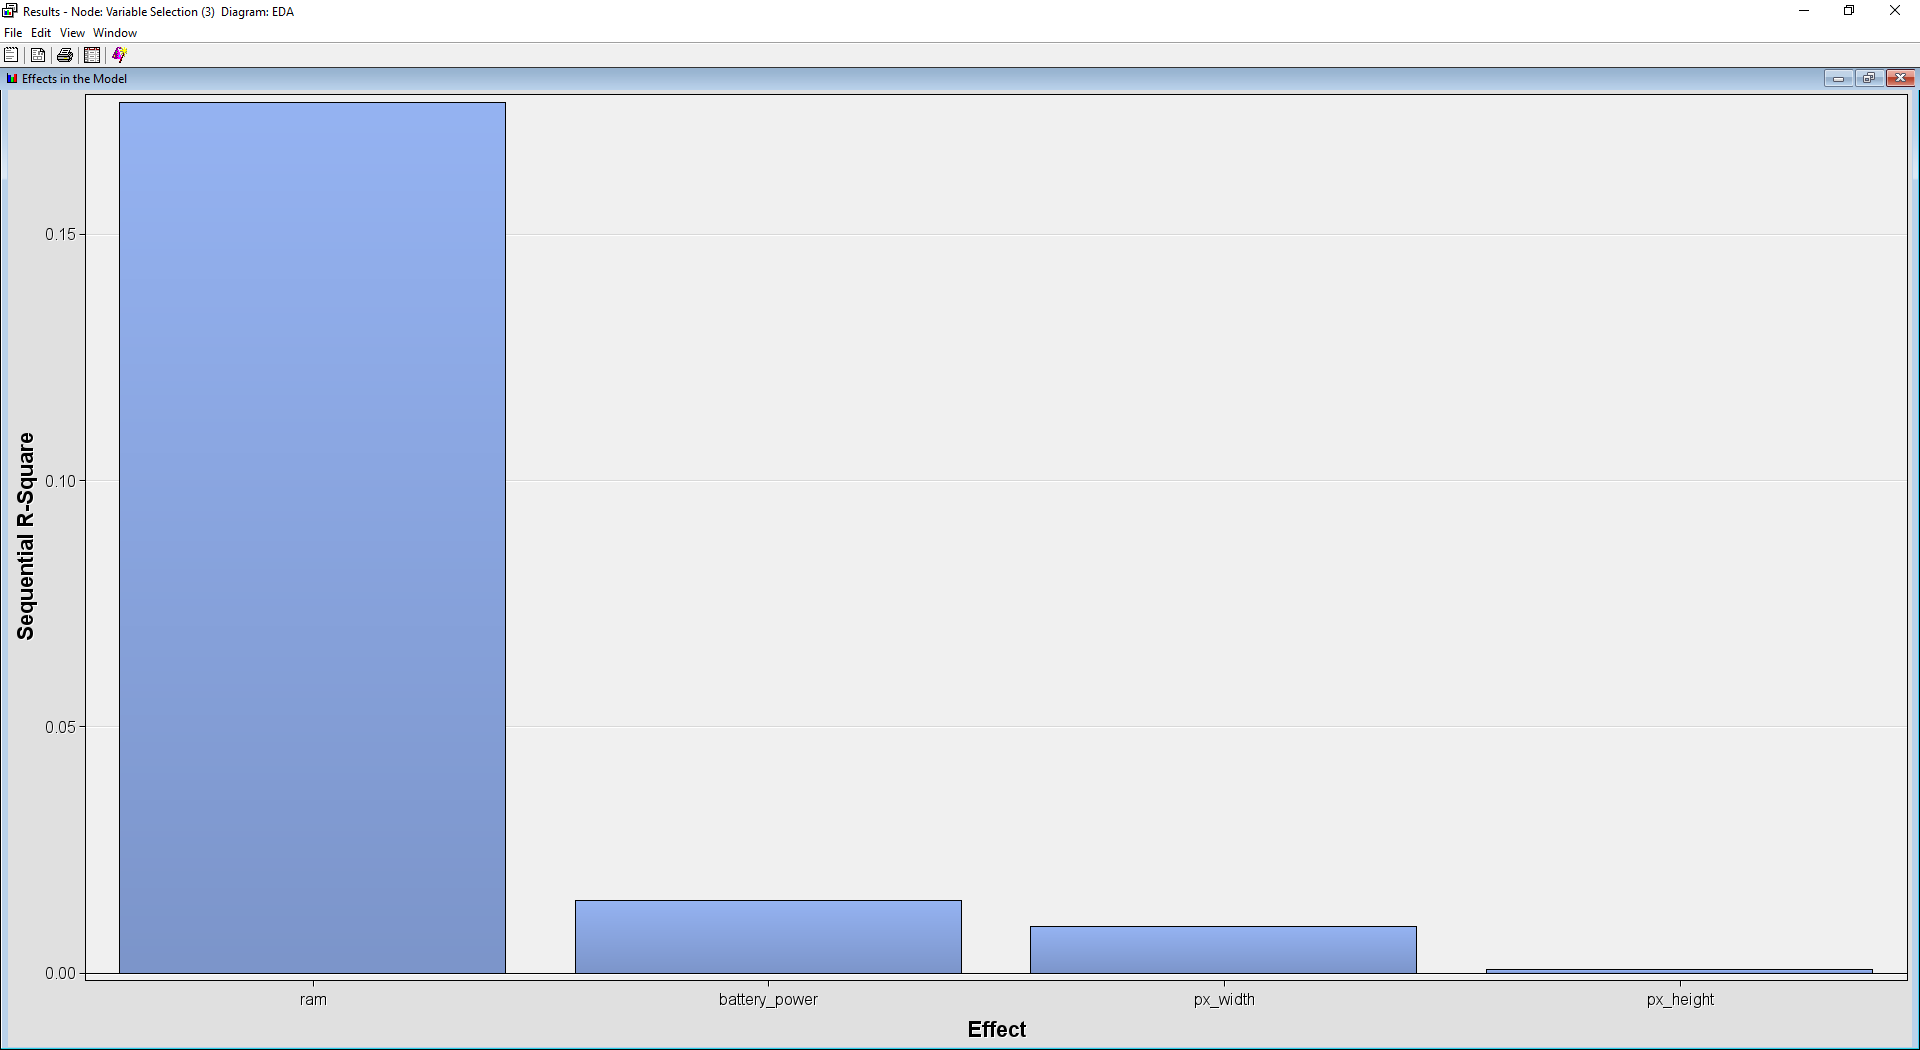 Results - Node: Variable Selection (3)  Diagram: EDA
File  Edit  View  Window
Effects in the Model
Sequential R-Square
0.15
0.10
0.05
0.00
ram  battery_power  px_width  px_height
Effect